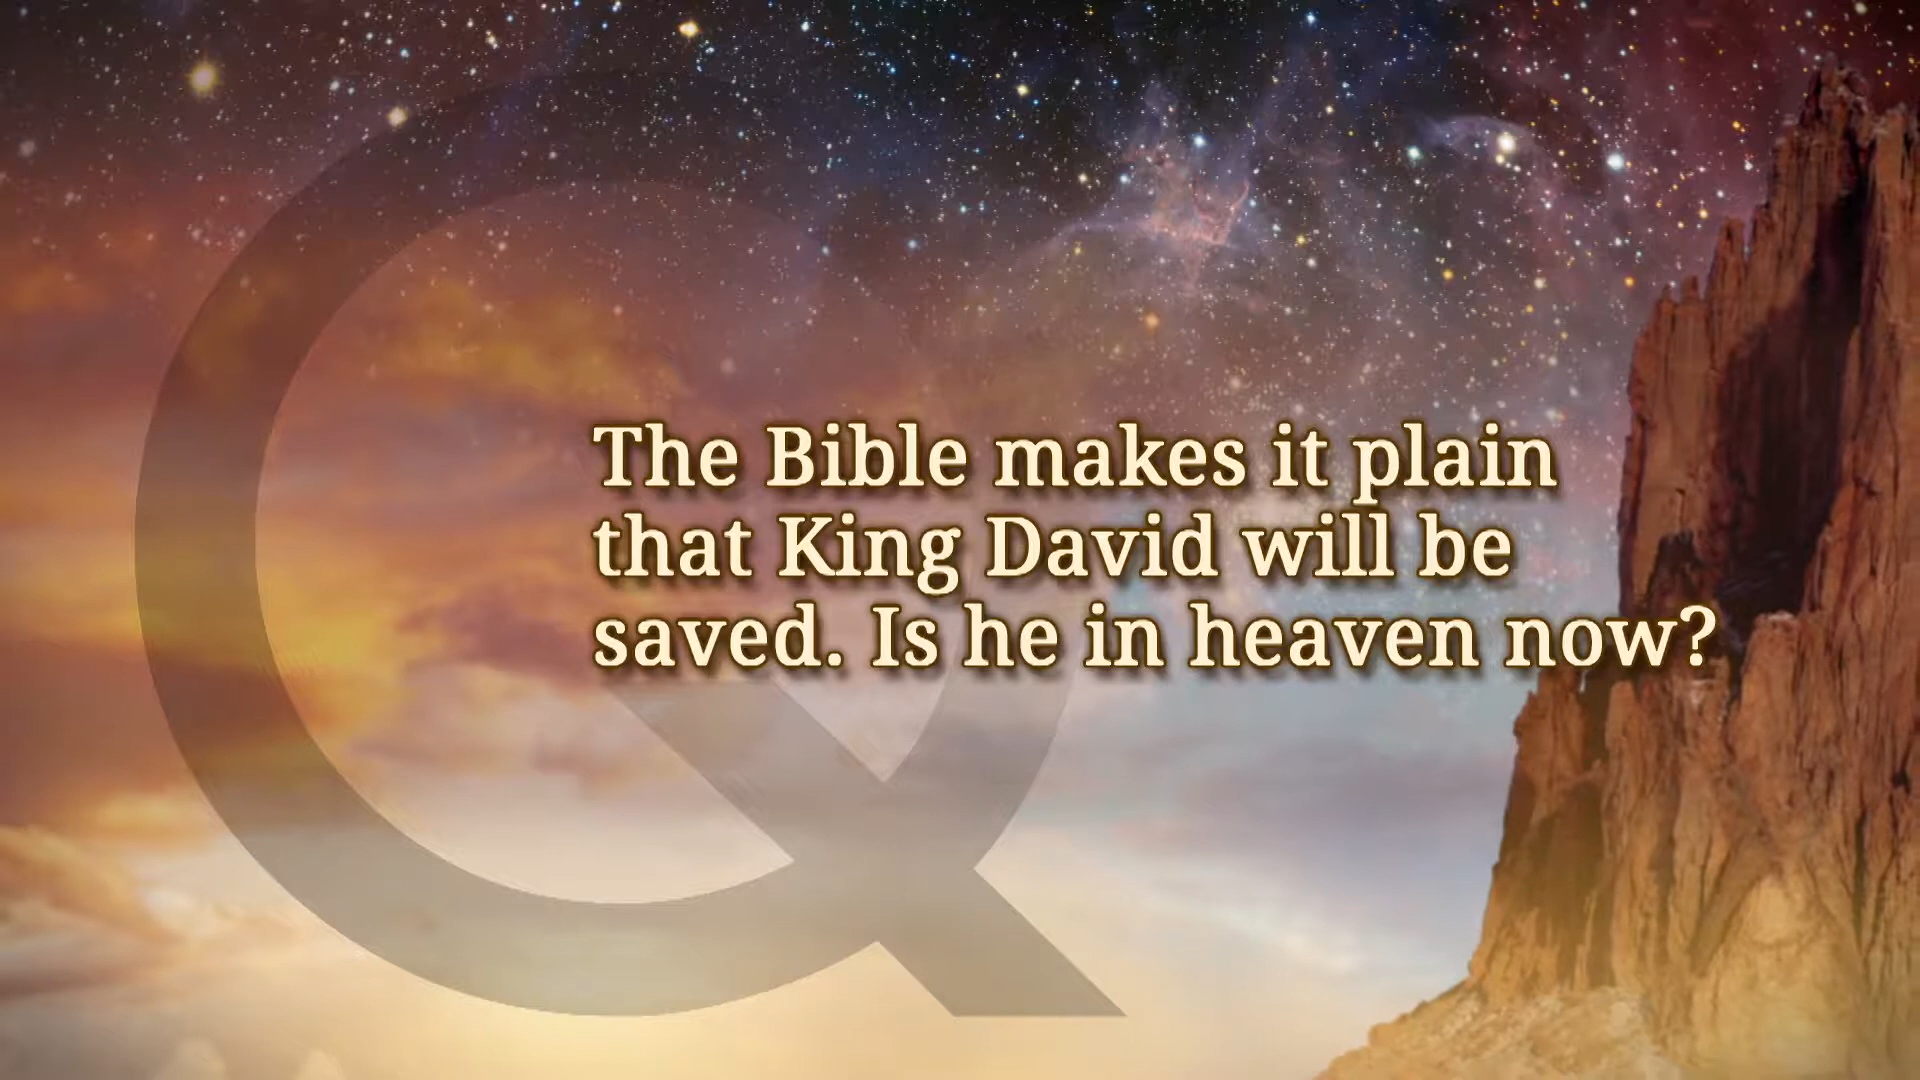 The Bible makes it plain
that King David will be
saved. Is he in heaven now?